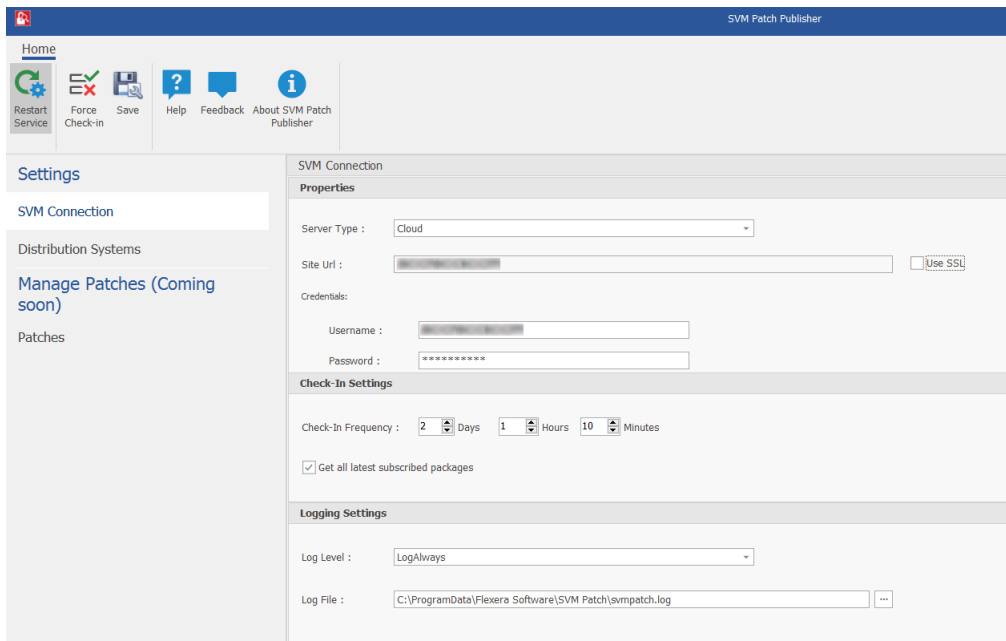 SVM Patch Publisher
Home
Restart Service
Force Check-in
Save
Help
Feedback
About SVM Patch Publisher
Settings
SVM Connection
Distribution Systems
Manage Patches (Coming soon)
Patches
SVM Connection
Properties
Server Type :
Cloud
Site Url :
Use SSL
Credentials:
Username :
Password :
**********
Check-In Settings
Check-In Frequency : 2 Days 1 Hours 10 Minutes
Get all latest subscribed packages
Logging Settings
Log Level :
LogAlways
Log File :
C:\ProgramData\Flexera Software\SVM Patch\svmpatch.log
...